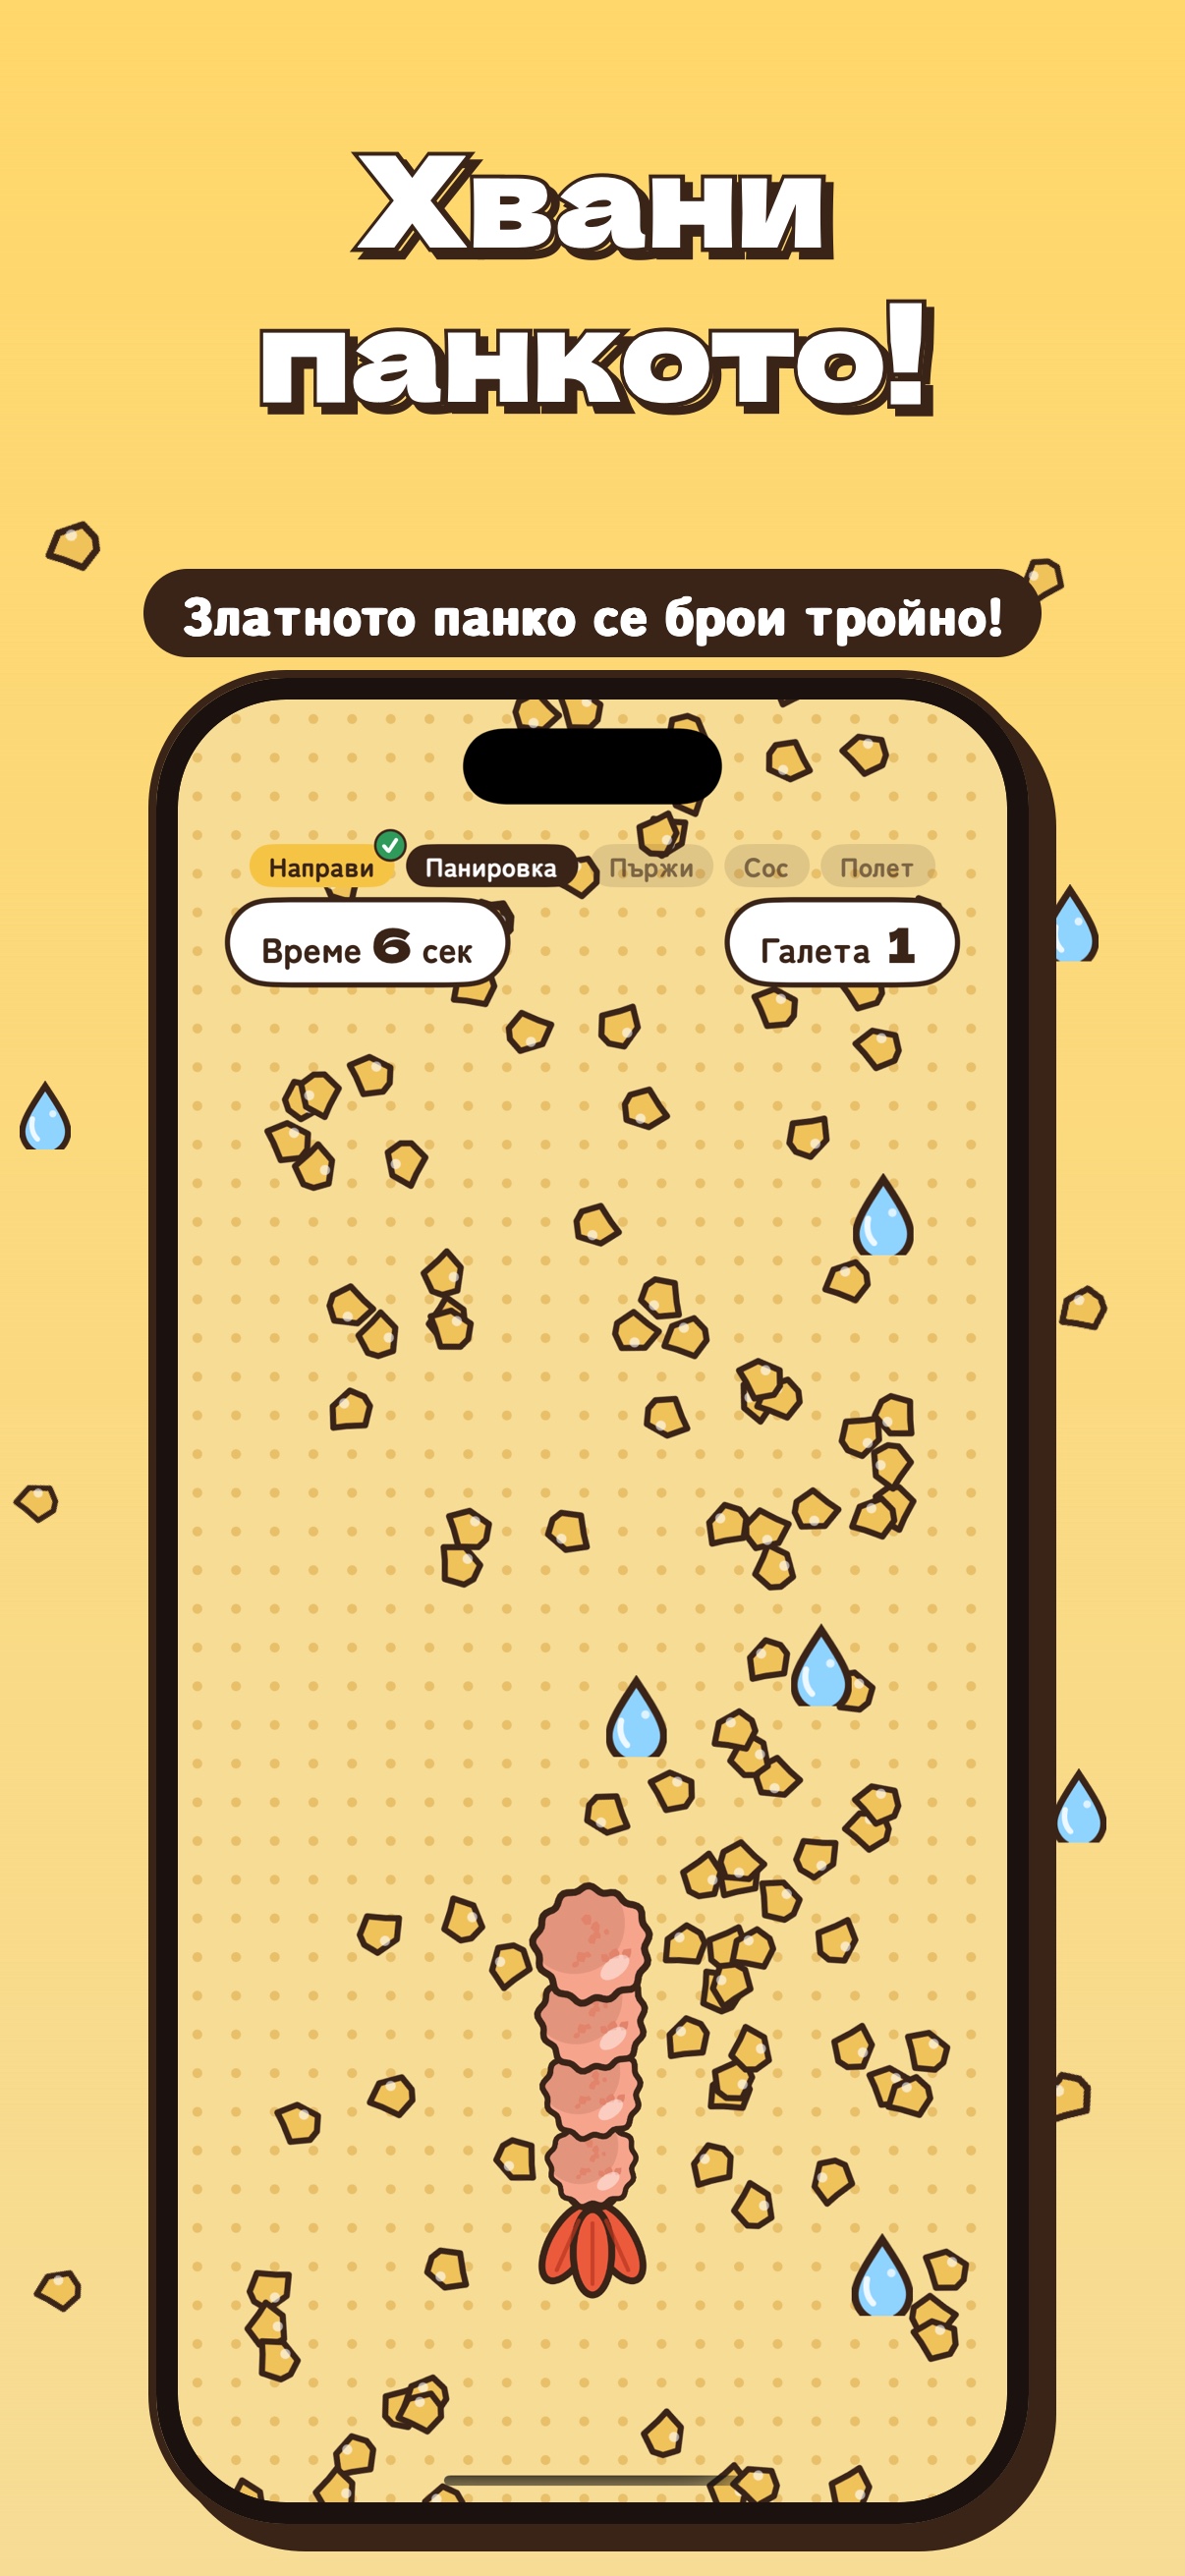 Хвани
панкото!
Златното панко се брои тройно!
Направи Панировка Пържи Сос Полет
Време 6 сек Галета 1